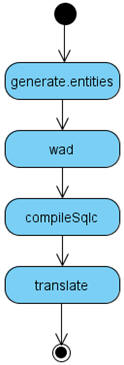 generate.entities
wad
compileSqlc
translate